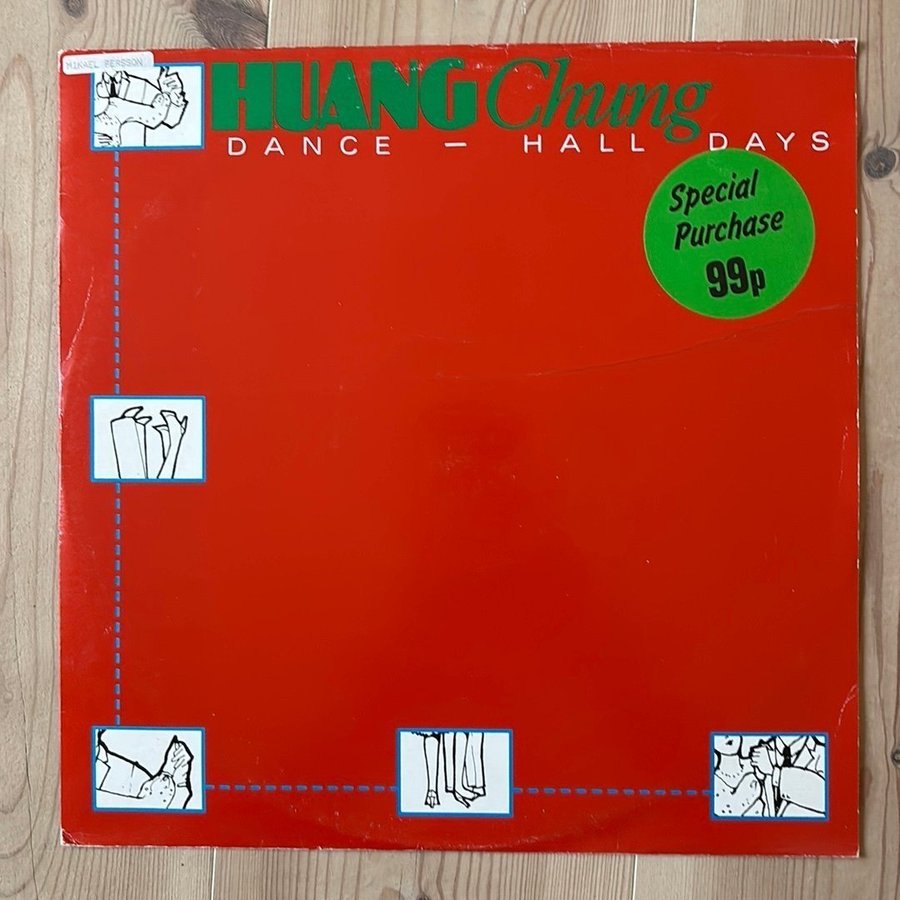 MIKAEL PERSSON
HUANG Chung
DANCE – HALL DAYS
Special
Purchase
99p